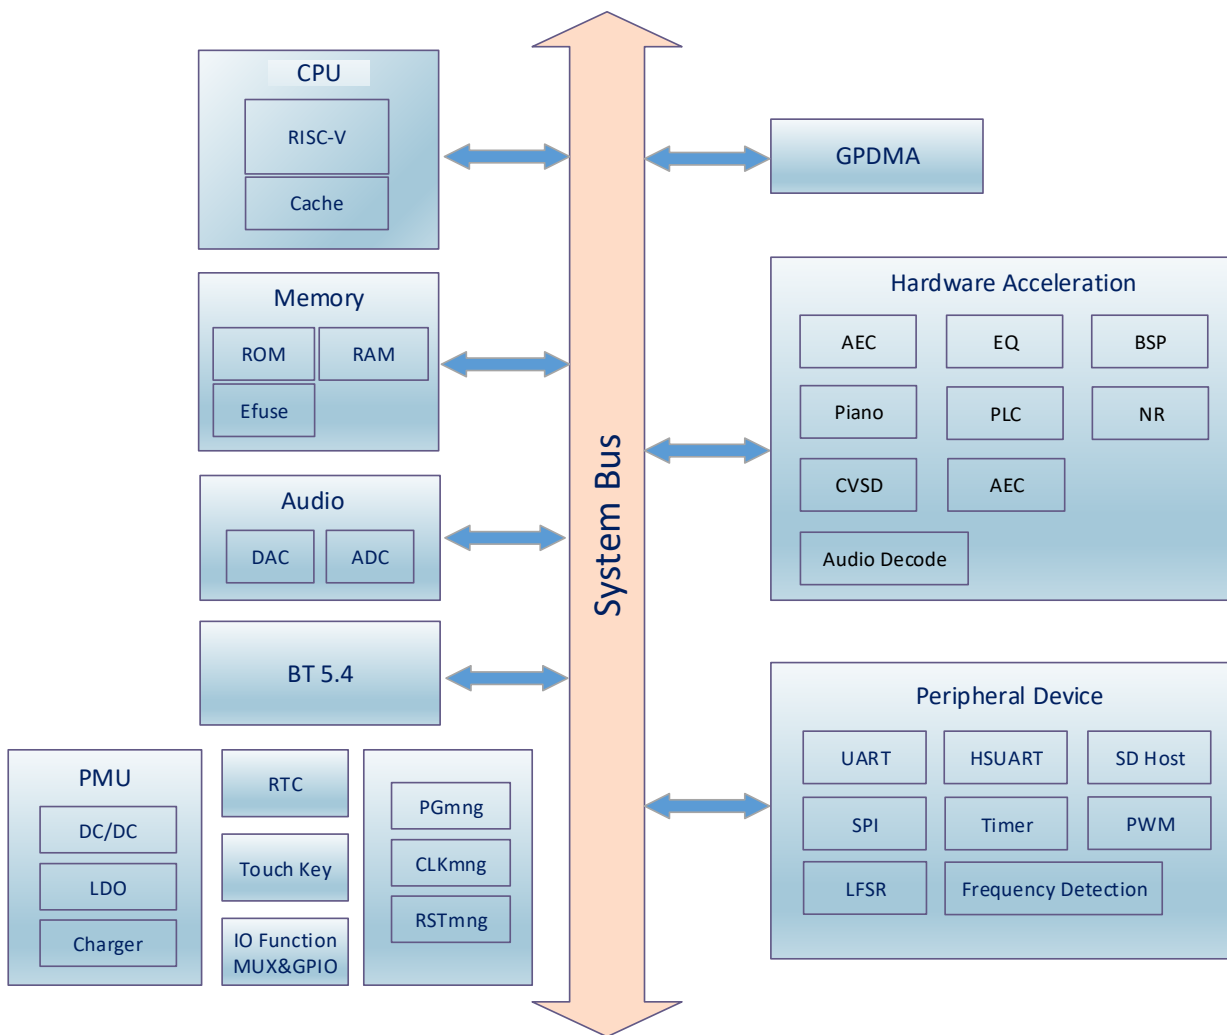 CPU
RISC-V
Cache
Memory
ROM
RAM
Efuse
Audio
DAC
ADC
BT 5.4
PMU
DC/DC
LDO
Charger
RTC
Touch Key
IO Function
MUX&GPIO
PGmng
CLKmng
RSTmng
System Bus
GPDMA
Hardware Acceleration
AEC
EQ
BSP
Piano
PLC
NR
CVSD
AEC
Audio Decode
Peripheral Device
UART
HSUART
SD Host
SPI
Timer
PWM
LFSR
Frequency Detection